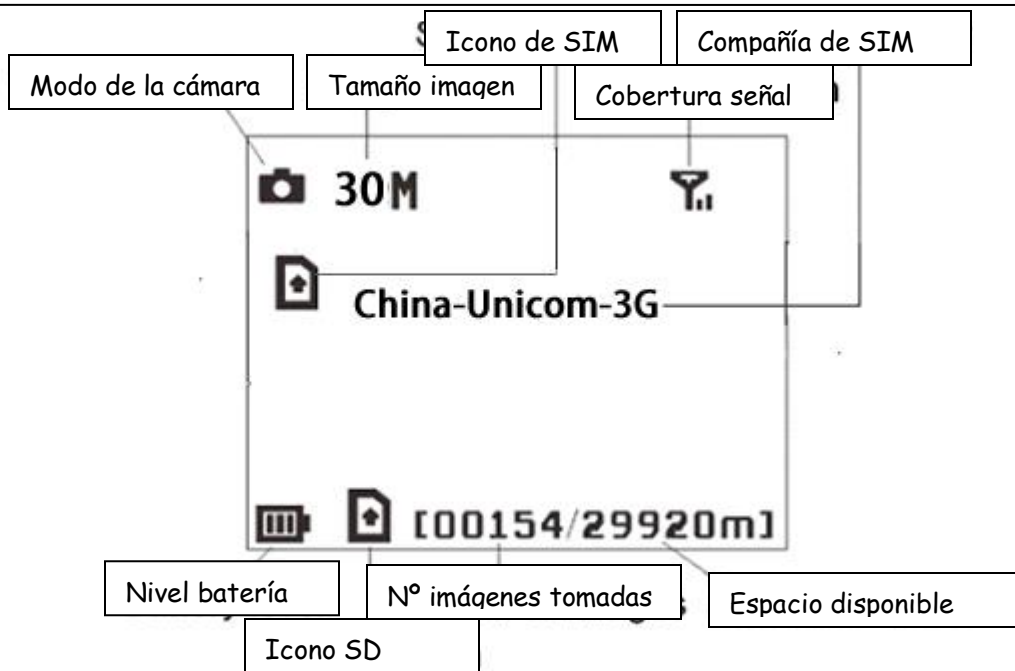 Icono de SIM
Compañía de SIM
Modo de la cámara
Tamaño imagen
Cobertura señal
30M
China-Unicom-3G
[00154/29920m]
Nivel batería
Nº imágenes tomadas
Espacio disponible
Icono SD